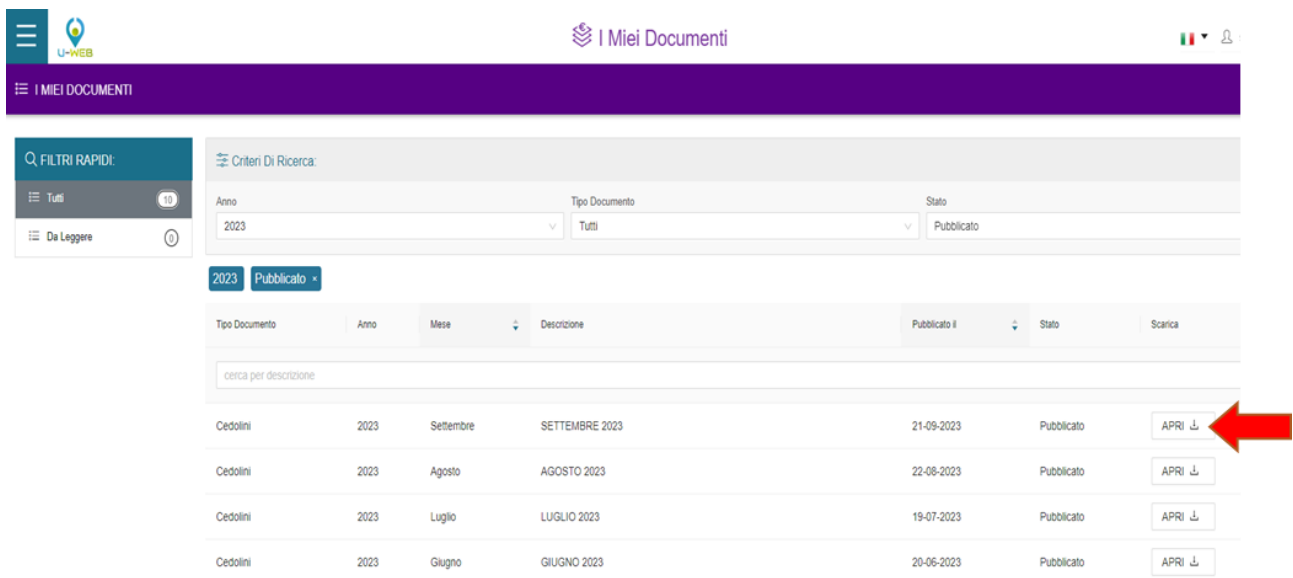 U-WEB
I Miei Documenti
I MIEI DOCUMENTI
FILTRI RAPIDI:
Tutti 10
Da Leggere 0
Criteri Di Ricerca:
Anno Tipo Documento Stato
2023 Tutti Pubblicato
2023 Pubblicato ×
Tipo Documento Anno Mese Descrizione Pubblicato il Stato Scarica
cerca per descrizione
Cedolini 2023 Settembre SETTEMBRE 2023 21-09-2023 Pubblicato APRI
Cedolini 2023 Agosto AGOSTO 2023 22-08-2023 Pubblicato APRI
Cedolini 2023 Luglio LUGLIO 2023 19-07-2023 Pubblicato APRI
Cedolini 2023 Giugno GIUGNO 2023 20-06-2023 Pubblicato APRI